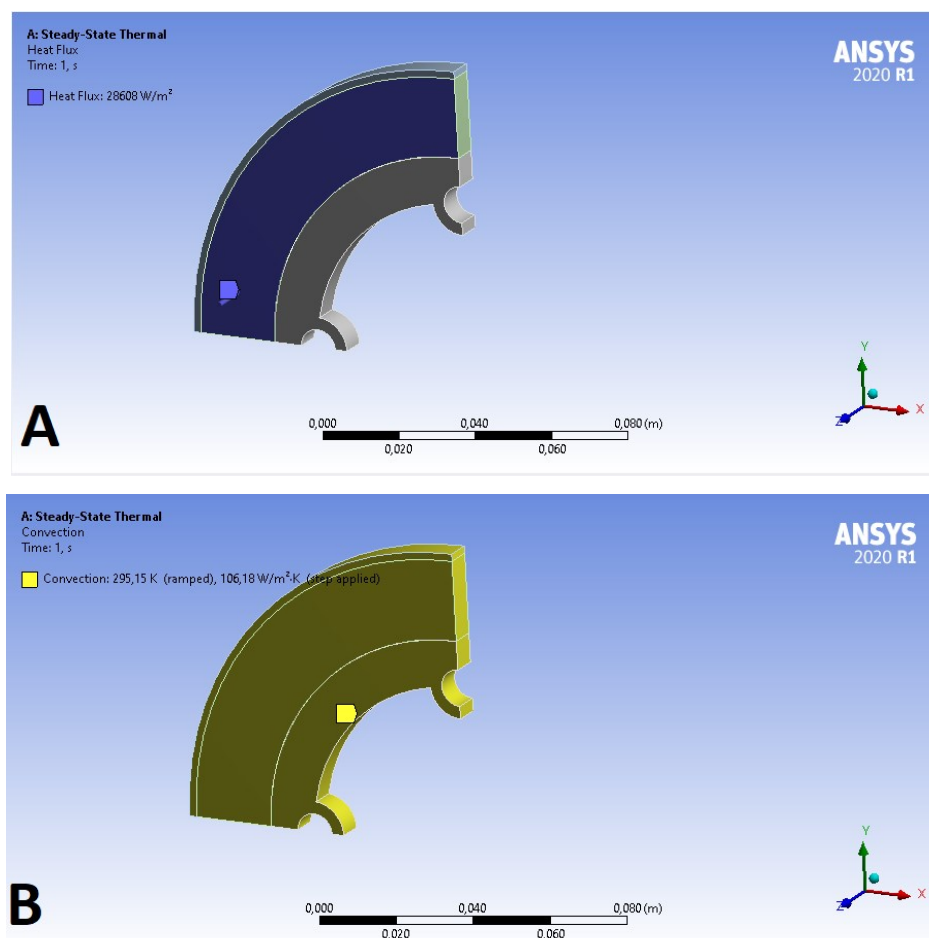 A: Steady-State Thermal
Heat Flux
Time: 1, s
Heat Flux: 28608 W/m²
ANSYS
2020 R1
Y
X
Z
A
0,000 0,040 0,080 (m)
0,020 0,060
A: Steady-State Thermal
Convection
Time: 1, s
Convection: 295,15 K (ramped), 106,18 W/m²·K (step applied)
ANSYS
2020 R1
Y
X
Z
B
0,000 0,040 0,080 (m)
0,020 0,060